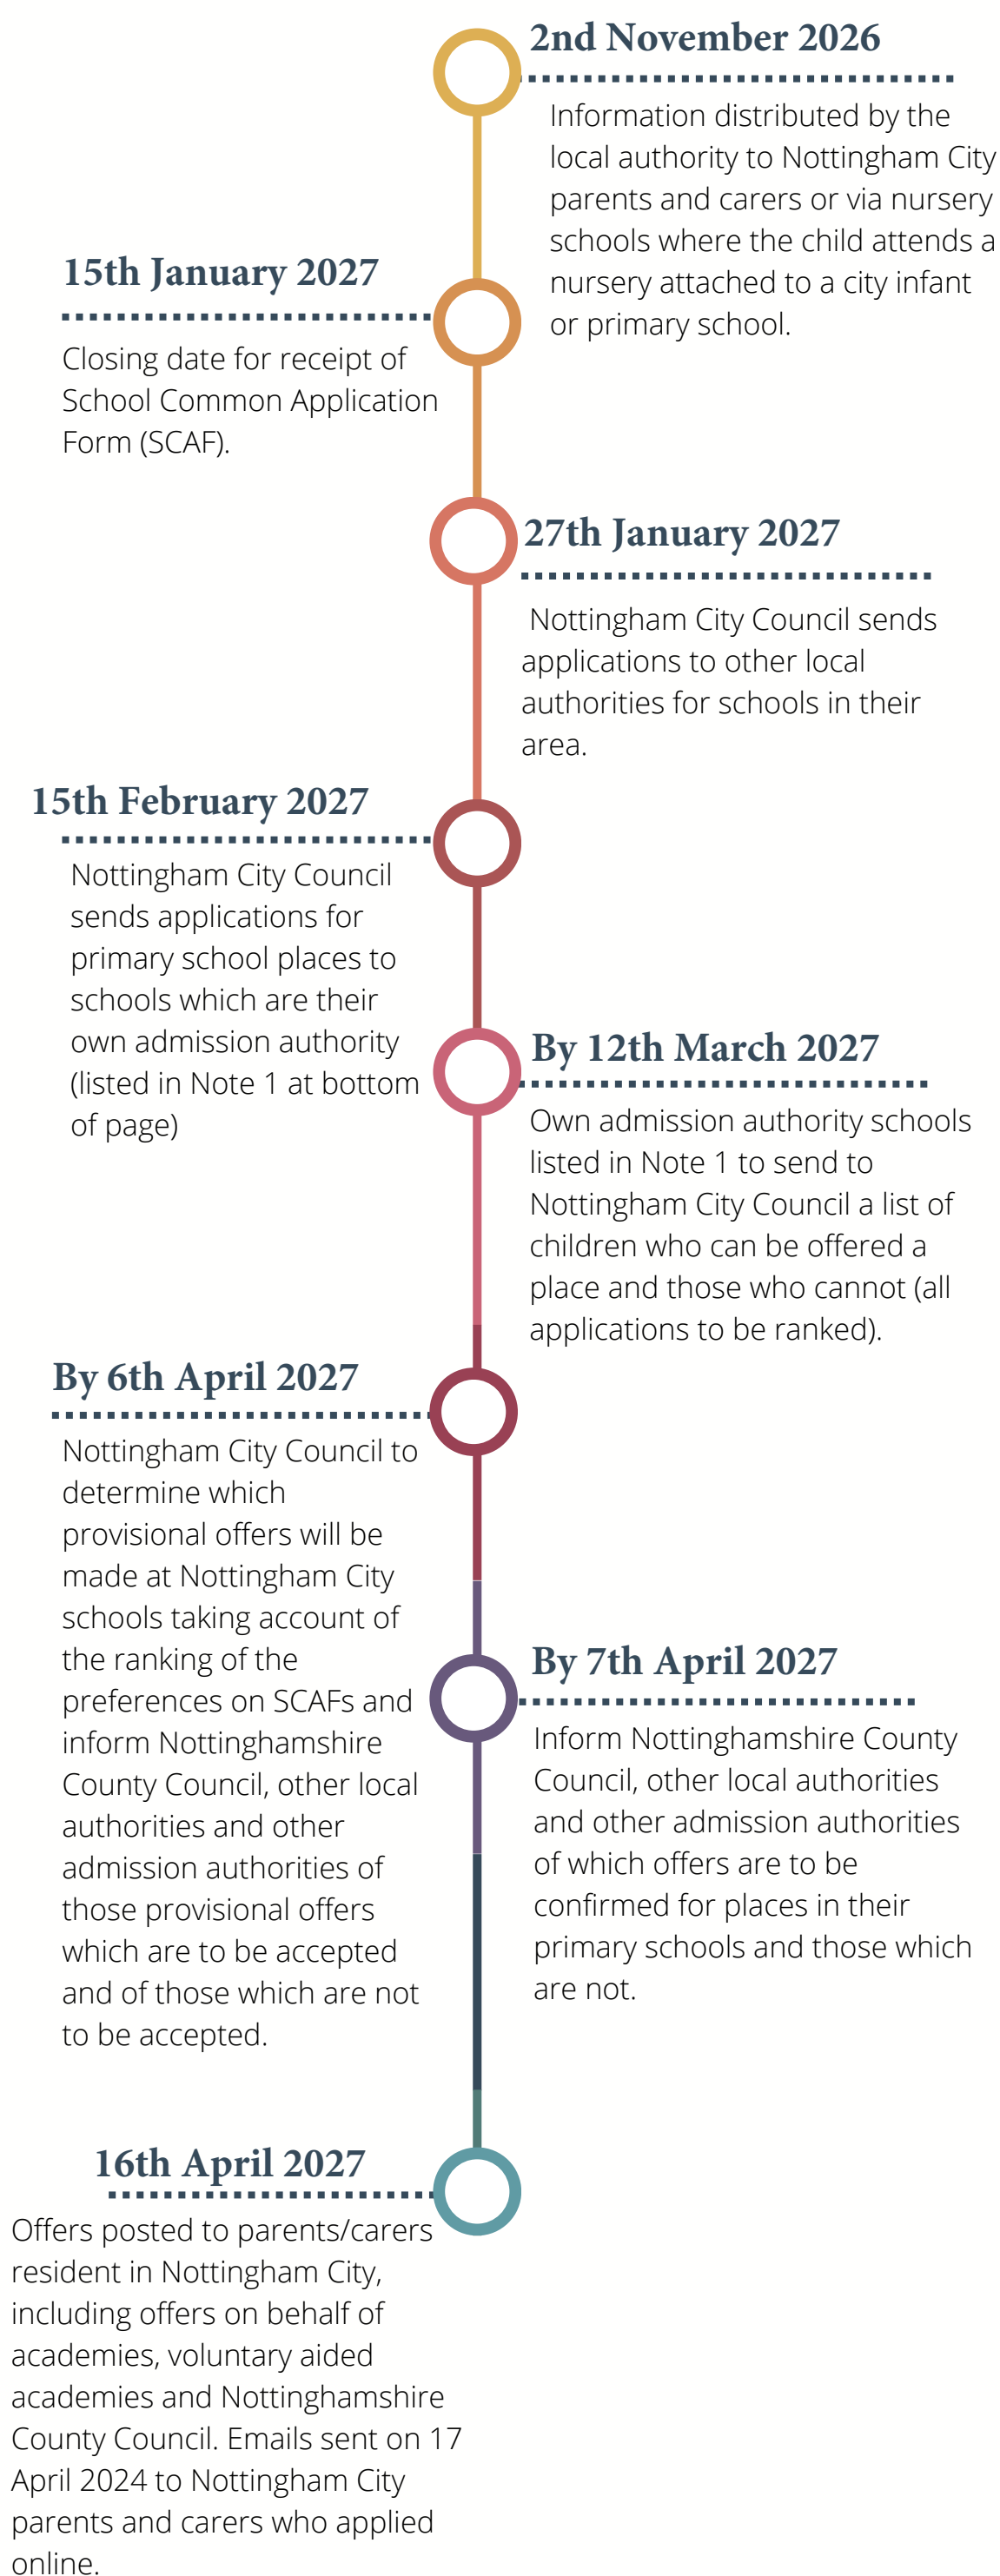 2nd November 2026
Information distributed by the
local authority to Nottingham City
parents and carers or via nursery
schools where the child attends a
nursery attached to a city infant
or primary school.
15th January 2027
Closing date for receipt of
School Common Application
Form (SCAF).
27th January 2027
Nottingham City Council sends
applications to other local
authorities for schools in their
area.
15th February 2027
Nottingham City Council
sends applications for
primary school places to
schools which are their
own admission authority
(listed in Note 1 at bottom
of page)
By 12th March 2027
Own admission authority schools
listed in Note 1 to send to
Nottingham City Council a list of
children who can be offered a
place and those who cannot (all
applications to be ranked).
By 6th April 2027
Nottingham City Council to
determine which
provisional offers will be
made at Nottingham City
schools taking account of
the ranking of the
preferences on SCAFs and
inform Nottinghamshire
County Council, other local
authorities and other
admission authorities of
those provisional offers
which are to be accepted
and of those which are not
to be accepted.
By 7th April 2027
Inform Nottinghamshire County
Council, other local authorities
and other admission authorities
of which offers are to be
confirmed for places in their
primary schools and those which
are not.
16th April 2027
Offers posted to parents/carers
resident in Nottingham City,
including offers on behalf of
academies, voluntary aided
academies and Nottinghamshire
County Council. Emails sent on 17
April 2024 to Nottingham City
parents and carers who applied
online.